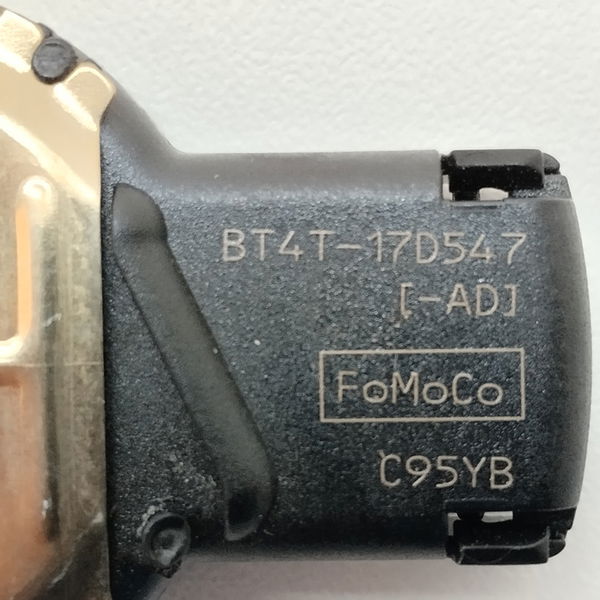 BT4T-17D547
[-AD]
FoMoCo
C95YB